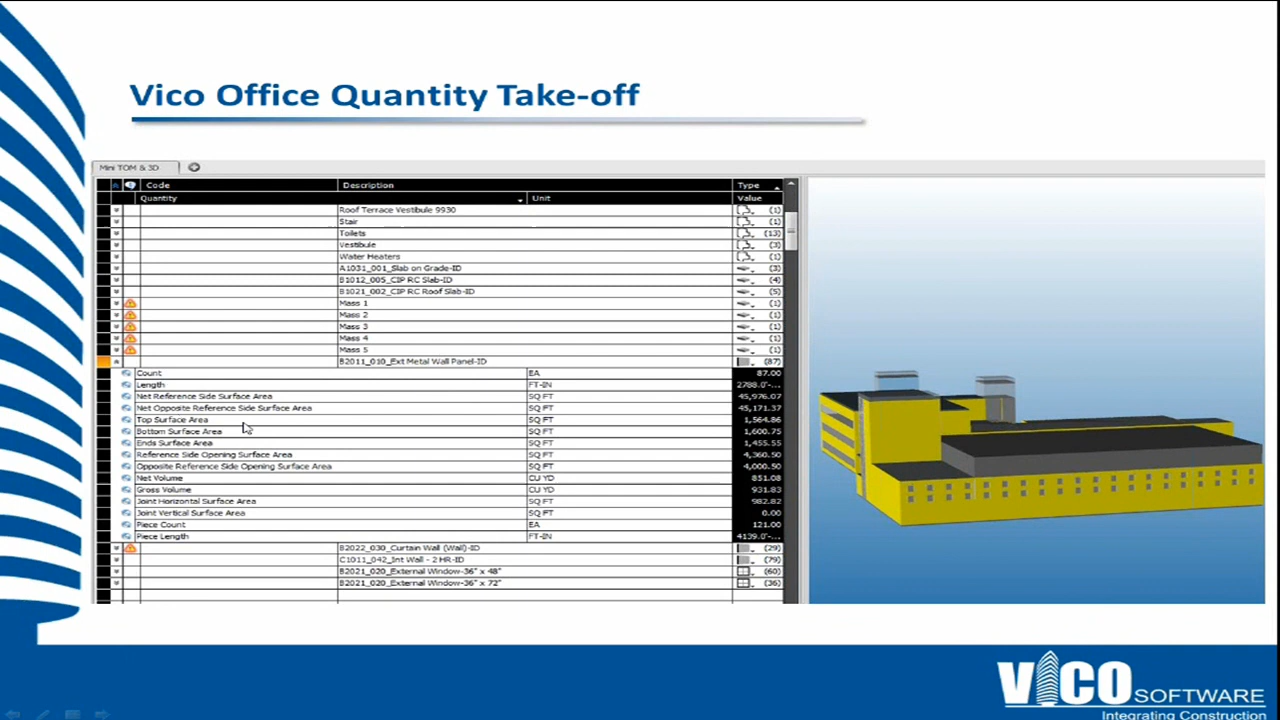 Vico Office Quantity Take-off
Mini TOM & 3D
Code Description Type
Quantity Unit Value
Roof Terrace Vestibule 9930 (1)
Stair (1)
Toilets (13)
Vestibule (3)
Water Heaters (1)
A1031_001_Slab on Grade-ID (3)
B1012_005_CIP RC Slab-ID (4)
B1021_002_CIP RC Roof Slab-ID (5)
Mass 1 (1)
Mass 2 (1)
Mass 3 (1)
Mass 4 (1)
Mass 5 (1)
B2011_010_Ext Metal Wall Panel-ID (87)
Count EA 87.00
Length FT-IN 2788.0'-...
Net Reference Side Surface Area SQ FT 45,976.07
Net Opposite Reference Side Surface Area SQ FT 45,171.37
Top Surface Area SQ FT 1,564.86
Bottom Surface Area SQ FT 1,600.75
Ends Surface Area SQ FT 1,455.55
Reference Side Opening Surface Area SQ FT 4,360.50
Opposite Reference Side Opening Surface Area SQ FT 4,000.50
Net Volume CU YD 851.08
Gross Volume CU YD 931.83
Joint Horizontal Surface Area SQ FT 982.82
Joint Vertical Surface Area SQ FT 0.00
Piece Count EA 121.00
Piece Length FT-IN 4139.0'-...
B2022_030_Curtain Wall (Wall)-ID (29)
C1011_042_Int Wall - 2 HR-ID (79)
B2021_020_External Window-36" x 48" (60)
B2021_020_External Window-36" x 72" (36)
VICO SOFTWARE
Integrating Construction